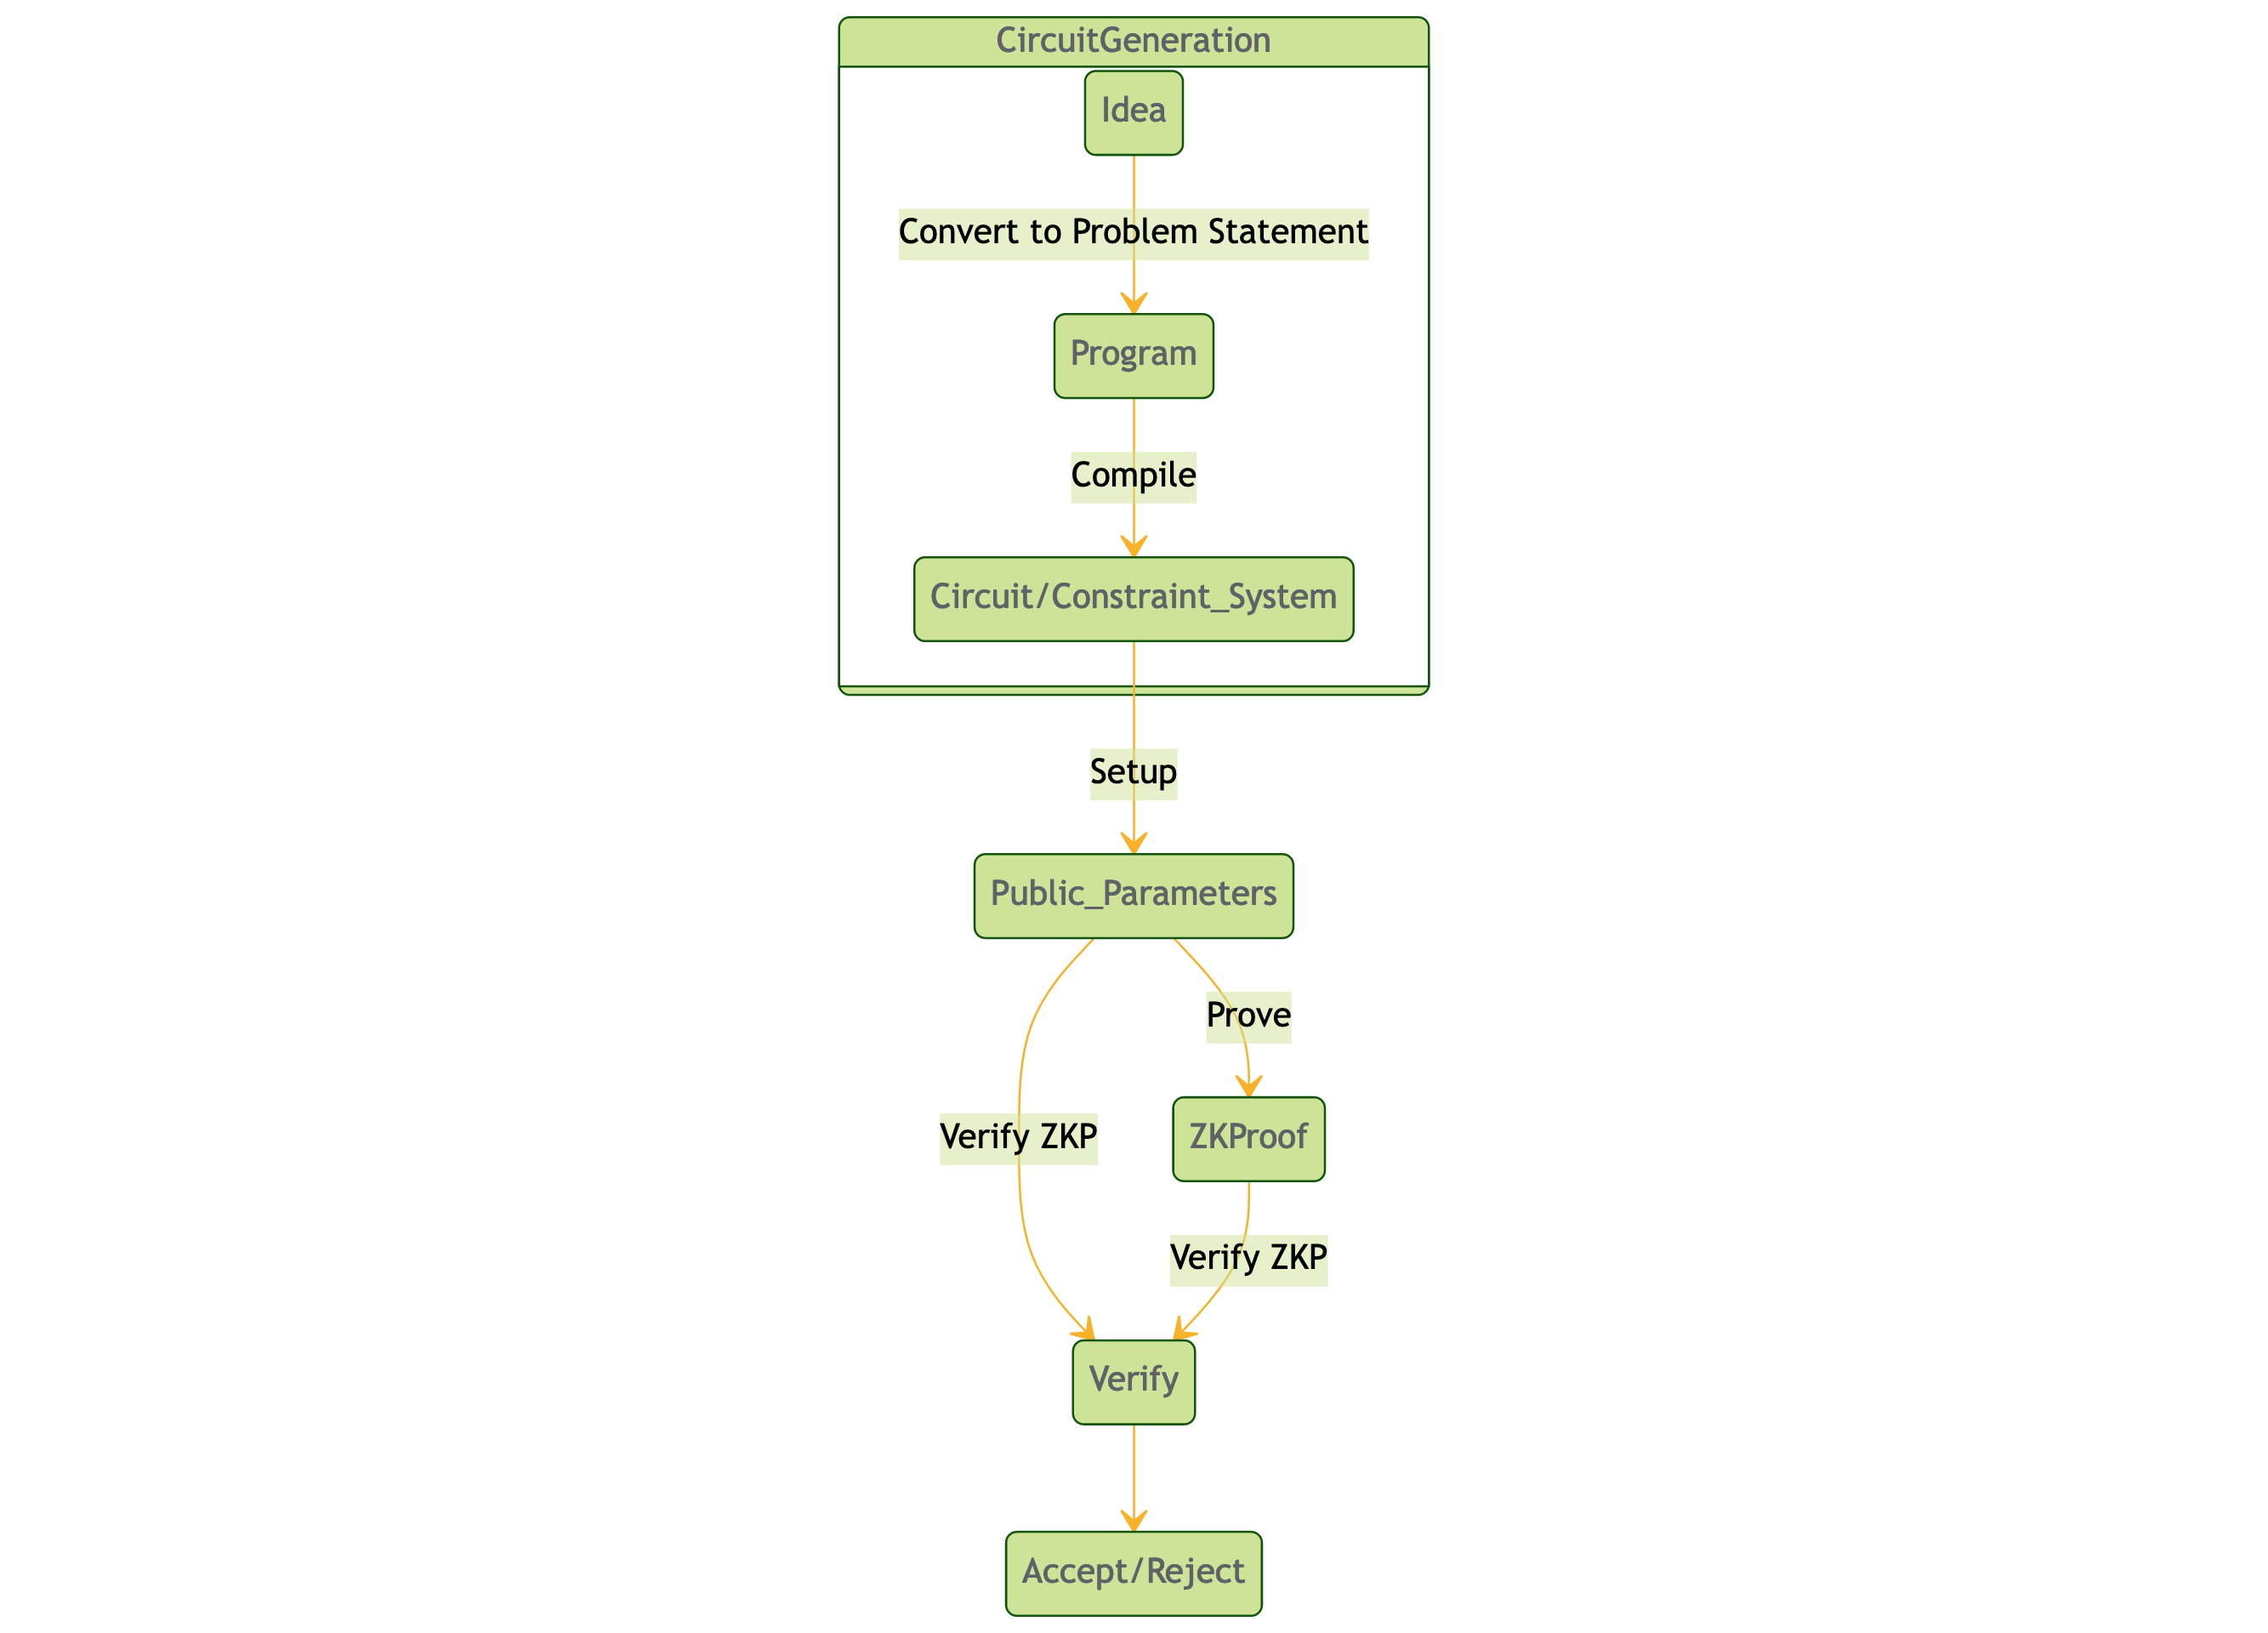 CircuitGeneration
Idea
Convert to Problem Statement
Program
Compile
Circuit/Constraint_System
Setup
Public_Parameters
Prove
Verify ZKP
ZKProof
Verify ZKP
Verify
Accept/Reject